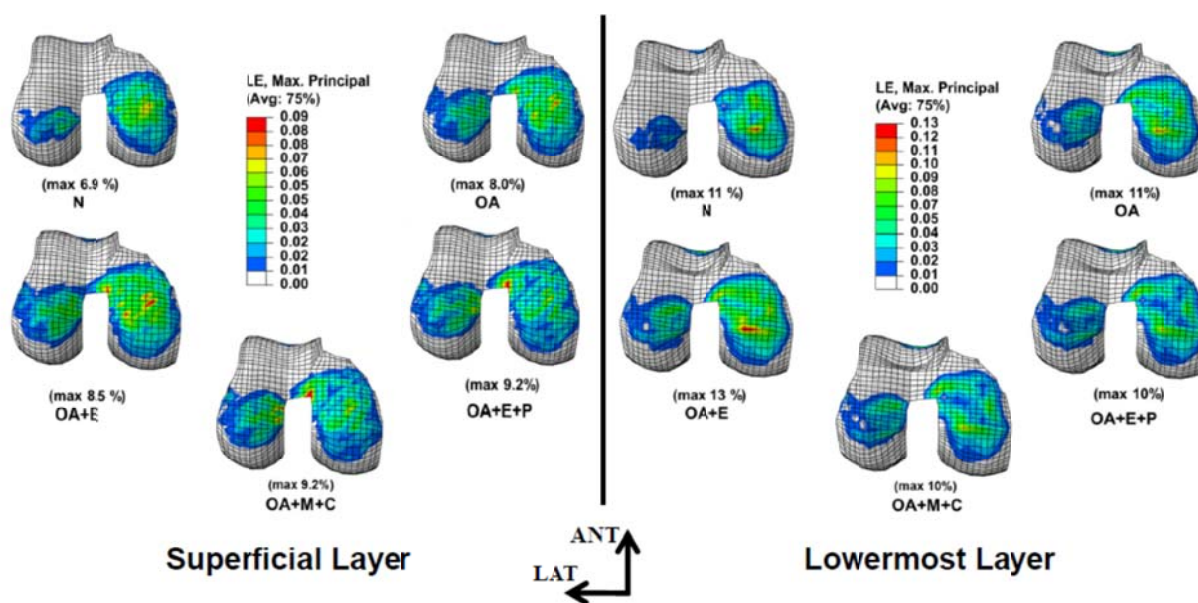 LE, Max. Principal
(Avg: 75%)
0.09
0.08
0.08
0.07
0.06
0.05
0.05
0.04
0.03
0.02
0.02
0.01
0.00
(max 6.9 %)
N
(max 8.0%)
OA
(max 8.5 %)
OA+E
(max 9.2%)
OA+E+P
(max 9.2%)
OA+M+C
Superficial Layer
LE, Max. Principal
(Avg: 75%)
0.13
0.12
0.11
0.10
0.09
0.08
0.07
0.05
0.04
0.03
0.02
0.01
0.00
(max 11 %)
N
(max 11%)
OA
(max 13 %)
OA+E
(max 10%)
OA+E+P
(max 10%)
OA+M+C
Lowermost Layer
ANT
LAT